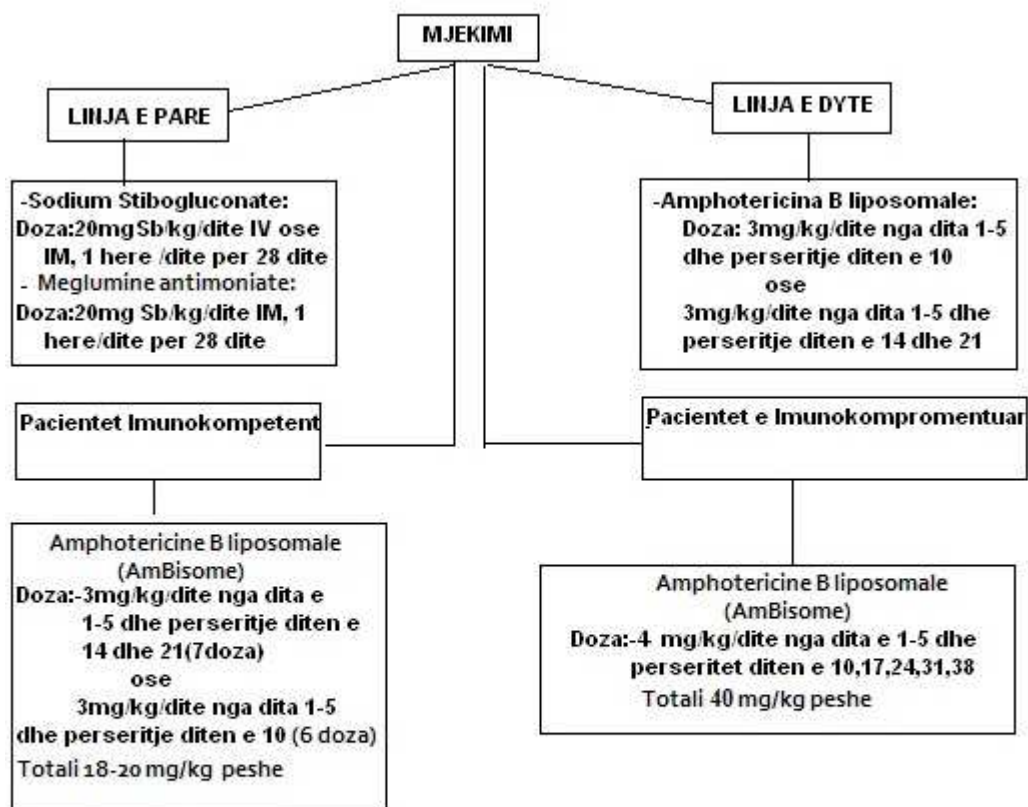 MJEKIMI
LINJA E PARE
LINJA E DYTE
-Sodium Stibogluconate:
Doza:20mgSb/kg/dite IV ose
IM, 1 here /dite per 28 dite
- Meglumine antimoniate:
Doza:20mg Sb/kg/dite IM, 1
here/dite per 28 dite
-Amphotericina B liposomale:
Doza: 3mg/kg/dite nga dita 1-5
dhe perseritje diten e 10
ose
3mg/kg/dite nga dita 1-5 dhe
perseritje diten e 14 dhe 21
Pacientet Imunokompetent
Pacientet e Imunokompromentuar
Amphotericine B liposomale
(AmBisome)
Doza:-3mg/kg/dite nga dita e
1-5 dhe perseritje diten e
14 dhe 21(7doza)
ose
3mg/kg/dite nga dita 1-5
dhe perseritje diten e 10 (6 doza)
Totali 18-20 mg/kg peshe
Amphotericine B liposomale
(AmBisome)
Doza:-4 mg/kg/dite nga dita e 1-5 dhe
perseritet diten e 10,17,24,31,38
Totali 40 mg/kg peshe